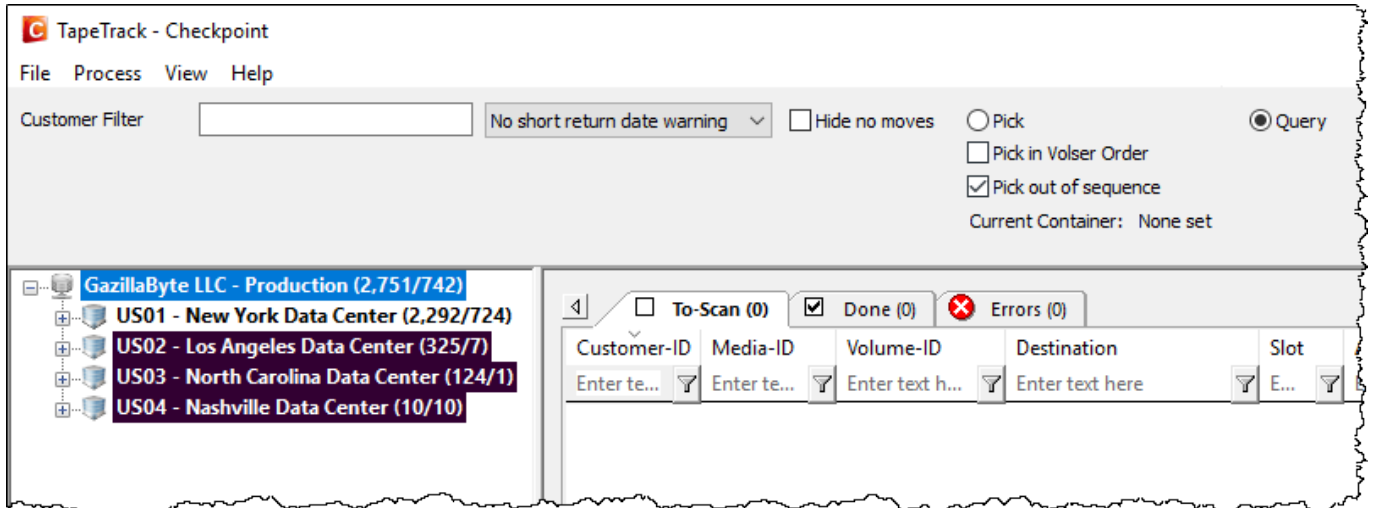 TapeTrack - Checkpoint
File Process View Help
Customer Filter No short return date warning Hide no moves Pick Query
Pick in Volser Order
Pick out of sequence
Current Container: None set
GazillaByte LLC - Production (2,751/742)
US01 - New York Data Center (2,292/724)
US02 - Los Angeles Data Center (325/7)
US03 - North Carolina Data Center (124/1)
US04 - Nashville Data Center (10/10)
To-Scan (0) Done (0) Errors (0)
Customer-ID Media-ID Volume-ID Destination Slot
Enter te... Enter te... Enter text h... Enter text here E...